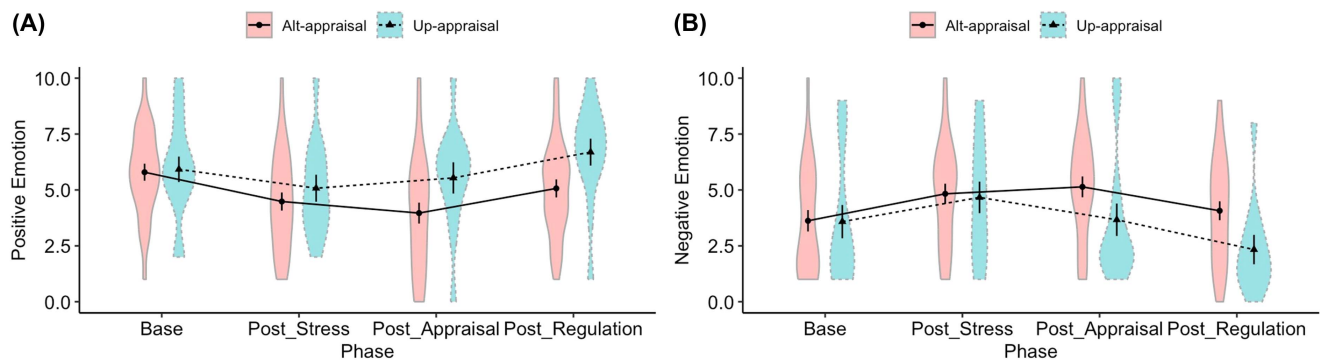 (A)
Alt-appraisal Up-appraisal
10.0
7.5
5.0
2.5
0.0
Positive Emotion
Base Post_Stress Post_Appraisal Post_Regulation
Phase
(B)
Alt-appraisal Up-appraisal
10.0
7.5
5.0
2.5
0.0
Negative Emotion
Base Post_Stress Post_Appraisal Post_Regulation
Phase